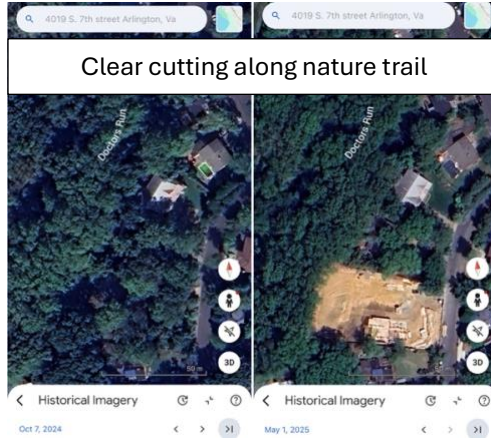 4019 S. 7th street Arlington, Va
4019 S. 7th street Arlington, Va
Clear cutting along nature trail
Doctors Run
Doctors Run
50 m
3D
3D
Historical Imagery
Historical Imagery
Oct 7, 2024
May 1, 2025